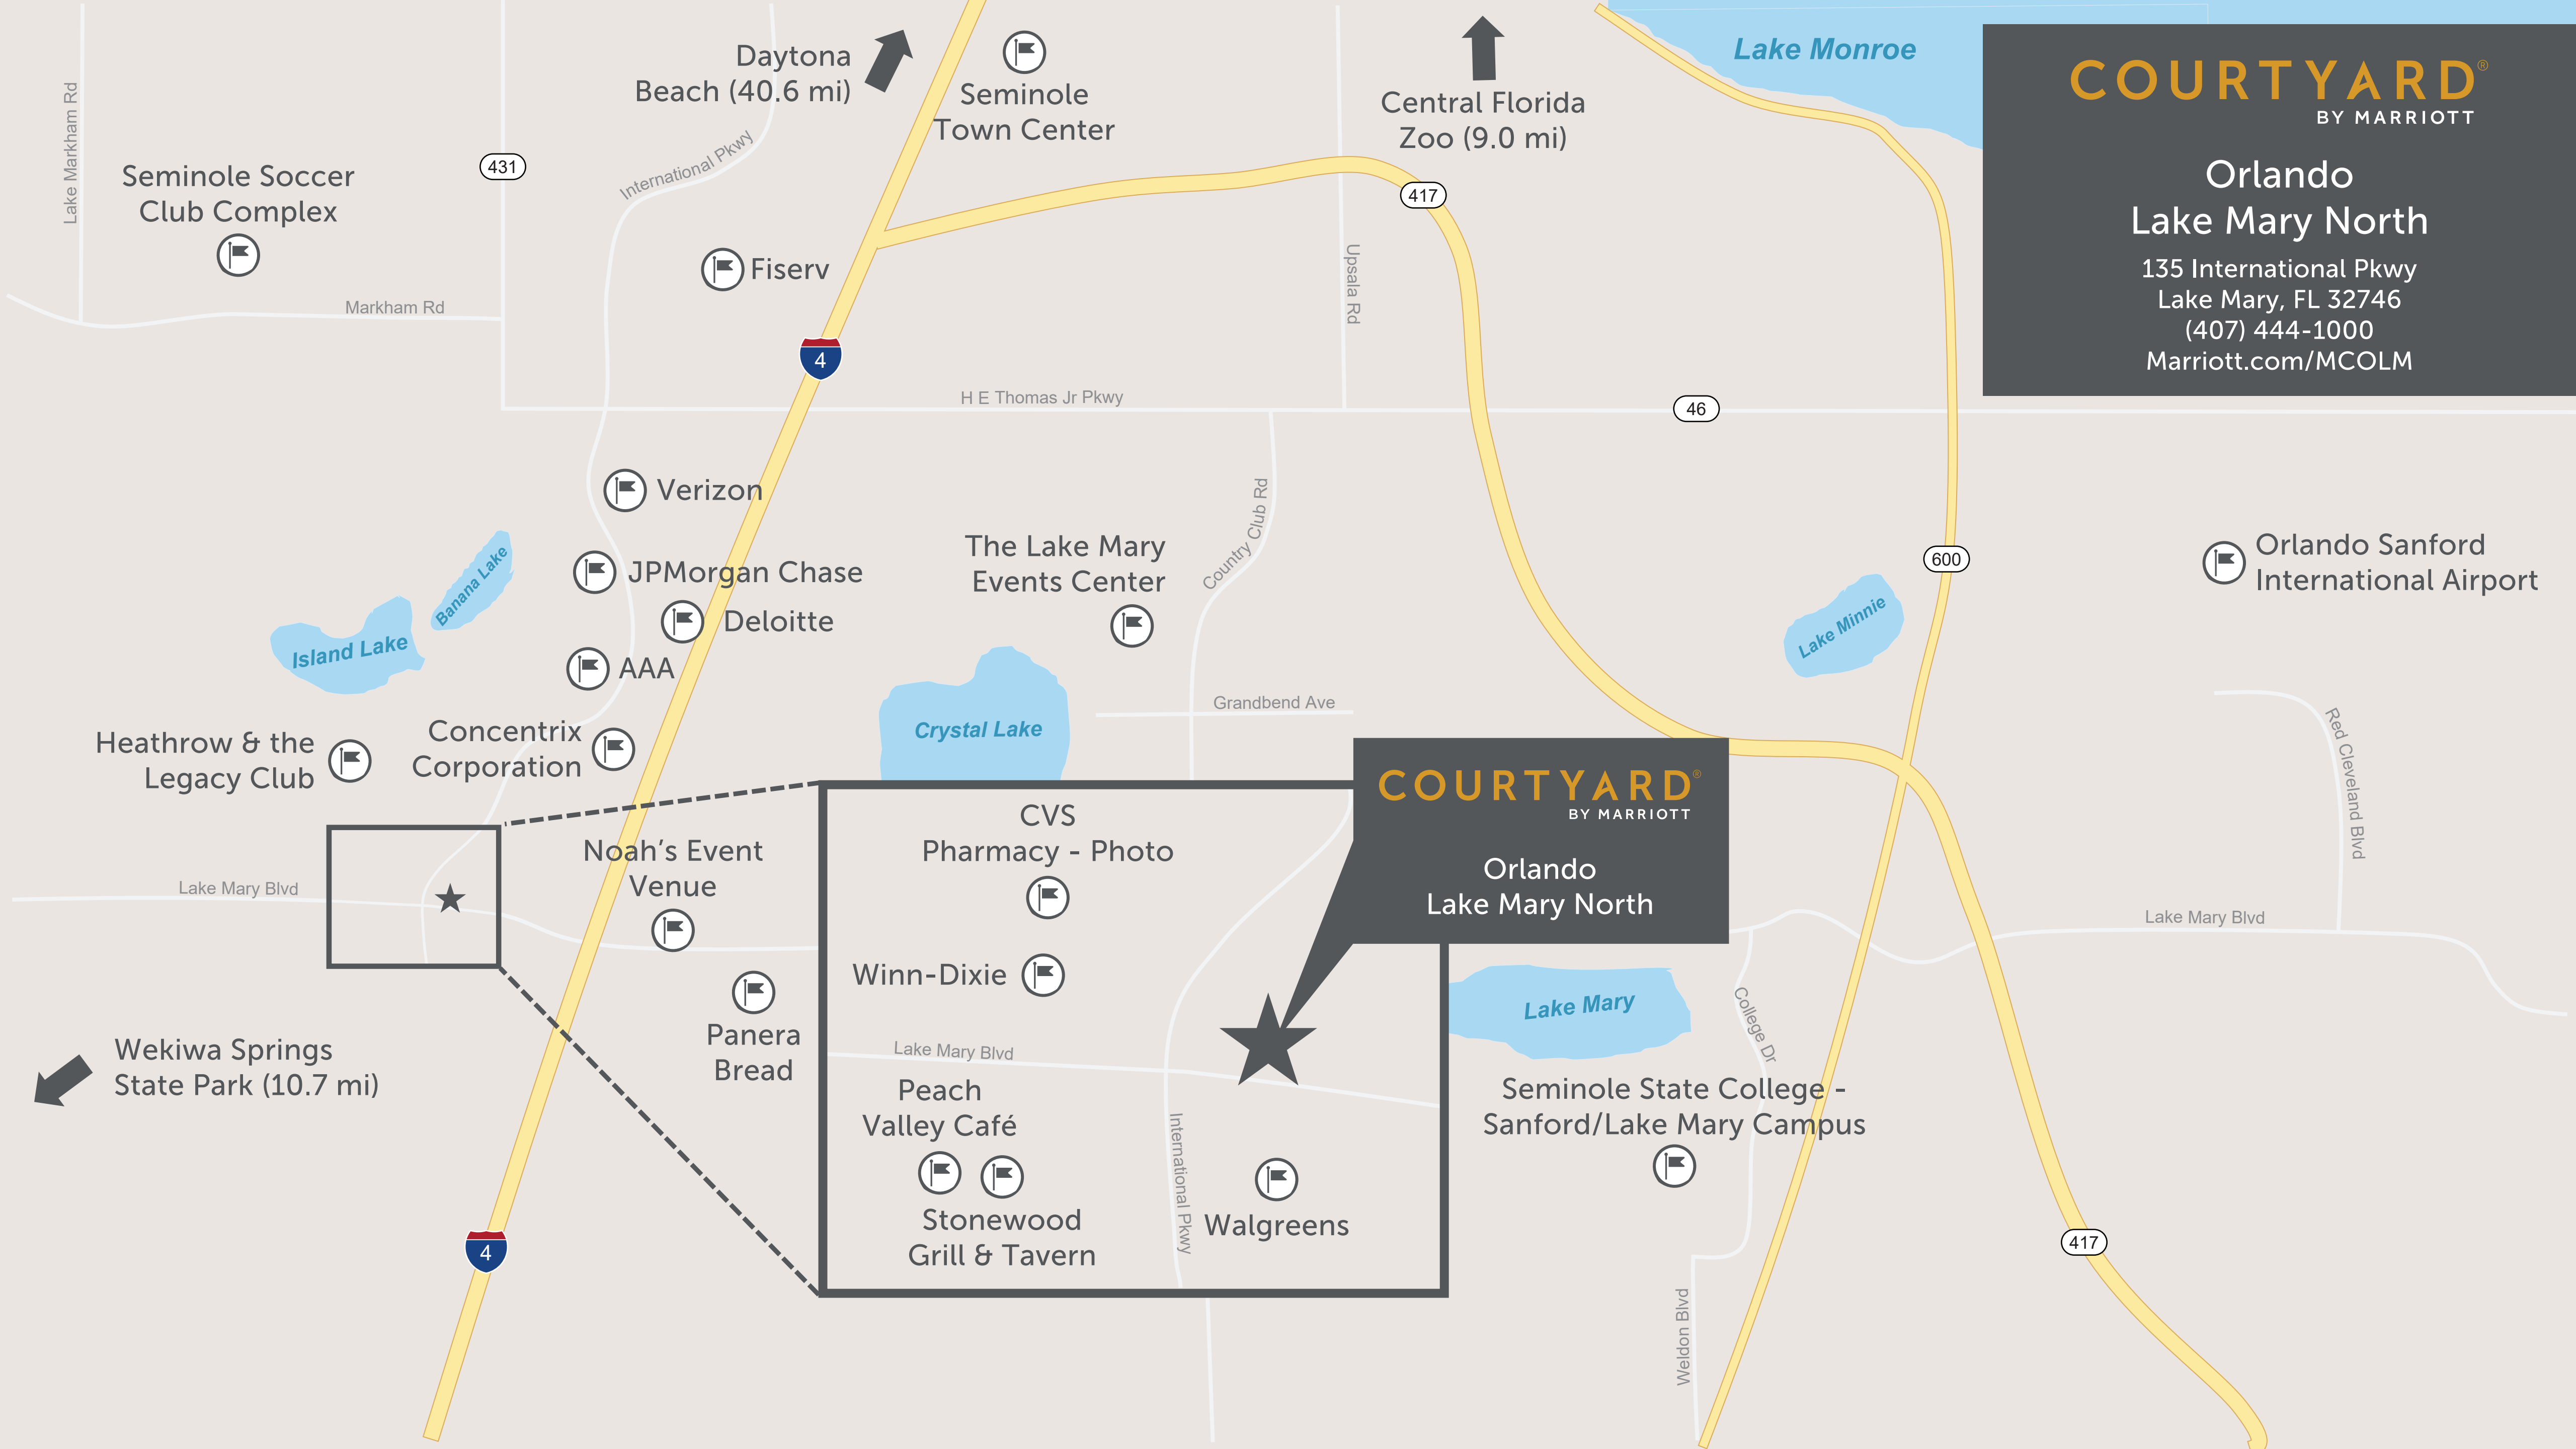 Daytona
Beach (40.6 mi)
Seminole
Town Center
Central Florida
Zoo (9.0 mi)
Lake Monroe
COURTYARD®
BY MARRIOTT
Orlando
Lake Mary North
135 International Pkwy
Lake Mary, FL 32746
(407) 444-1000
Marriott.com/MCOLM
Lake Markham Rd
Seminole Soccer
Club Complex
431
International Pkwy
417
Fiserv
Upsala Rd
Markham Rd
4
H E Thomas Jr Pkwy
46
Verizon
Country Club Rd
Banana Lake
JPMorgan Chase
The Lake Mary
Events Center
600
Orlando Sanford
International Airport
Deloitte
Island Lake
AAA
Lake Minnie
Grandbend Ave
Crystal Lake
Heathrow & the
Legacy Club
Concentrix
Corporation
Red Cleveland Blvd
COURTYARD®
BY MARRIOTT
Orlando
Lake Mary North
CVS
Pharmacy - Photo
Noah's Event
Venue
Lake Mary Blvd
Lake Mary Blvd
Winn-Dixie
Panera
Bread
Lake Mary Blvd
Lake Mary
College Dr
Wekiwa Springs
State Park (10.7 mi)
Peach
Valley Café
Seminole State College -
Sanford/Lake Mary Campus
International Pkwy
Stonewood
Grill & Tavern
Walgreens
4
417
Weldon Blvd